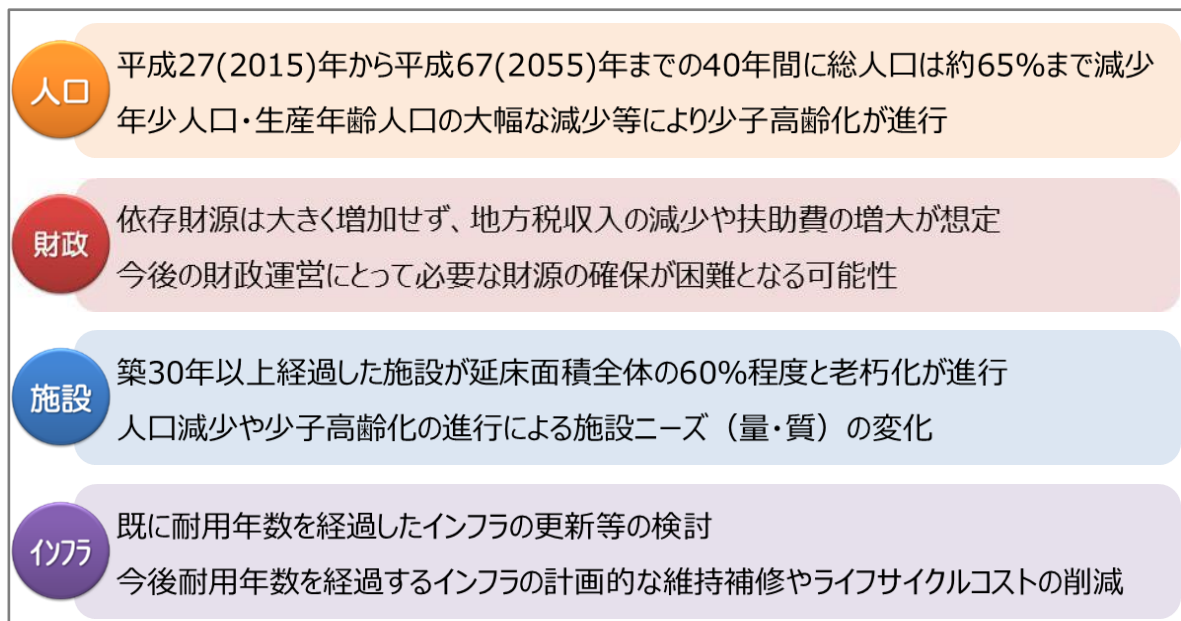 人口
平成27(2015)年から平成67(2055)年までの40年間に総人口は約65%まで減少
年少人口・生産年齢人口の大幅な減少等により少子高齢化が進行
財政
依存財源は大きく増加せず、地方税収入の減少や扶助費の増大が想定
今後の財政運営にとって必要な財源の確保が困難となる可能性
施設
築30年以上経過した施設が延床面積全体の60%程度と老朽化が進行
人口減少や少子高齢化の進行による施設ニーズ（量・質）の変化
インフラ
既に耐用年数を経過したインフラの更新等の検討
今後耐用年数を経過するインフラの計画的な維持補修やライフサイクルコストの削減